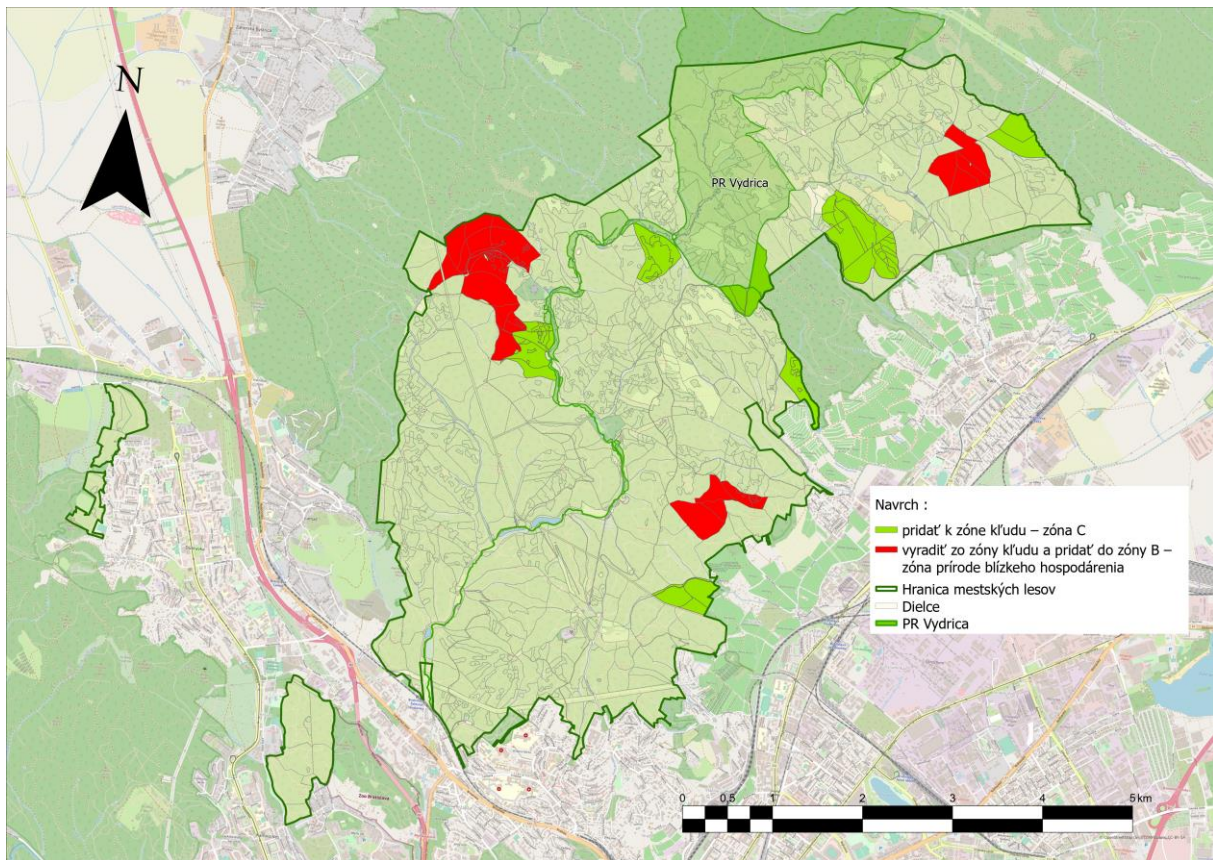 N
PR Vydrica
Navrch :
pridať k zóne kľudu – zóna C
vyradiť zo zóny kľudu a pridať do zóny B –
zóna prírode blízkeho hospodárenia
Hranica mestských lesov
Dielce
PR Vydrica
0 0,5 1 2 3 4 5 km